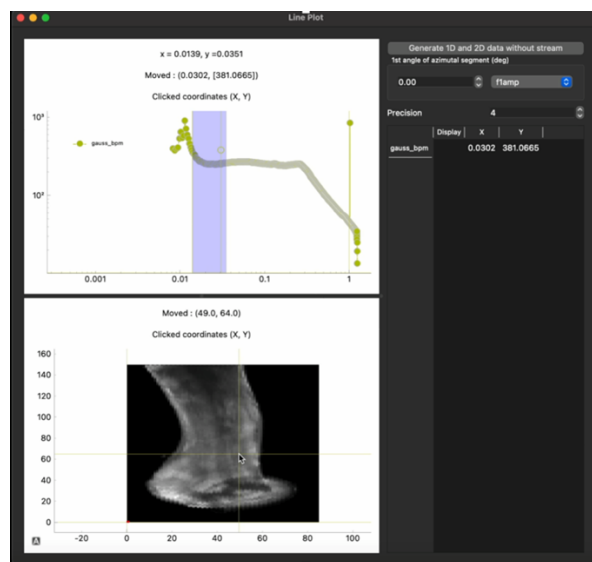 Line Plot
x = 0.0139, y =0.0351
Moved : (0.0302, [381.0665])
Clicked coordinates (X, Y)
gauss_bpm
10²
0.001 0.01 0.1 1
Moved : (49.0, 64.0)
Clicked coordinates (X, Y)
160
140
120
100
80
60
40
20
0
-20 0 20 40 60 80 100
A
Generate 1D and 2D data without stream
1st angle of azimutal segment (deg)
0.00 f1amp
Precision 4
Display X Y
gauss_bpm 0.0302 381.0665